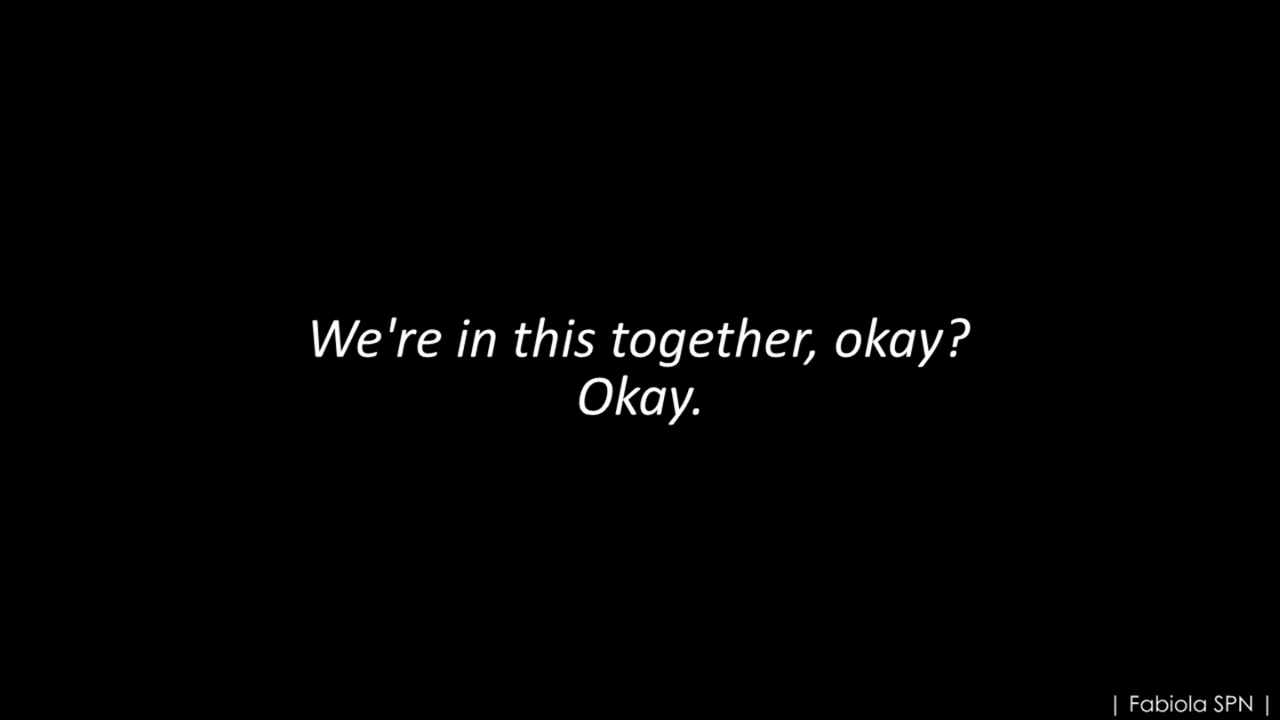 We're in this together, okay?
Okay.
| Fabiola SPN |